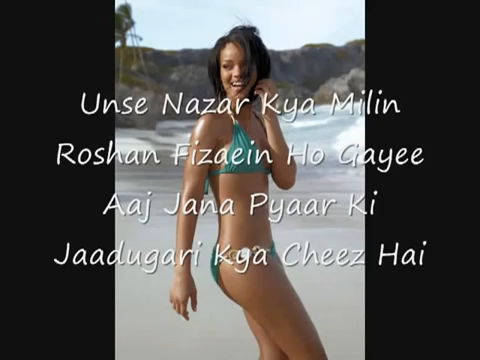 Unse Nazar Kya Milin
Roshan Fizaein Ho Gayee
Aaj Jana Pyaar Ki
Jaadugari Kya Cheez Hai